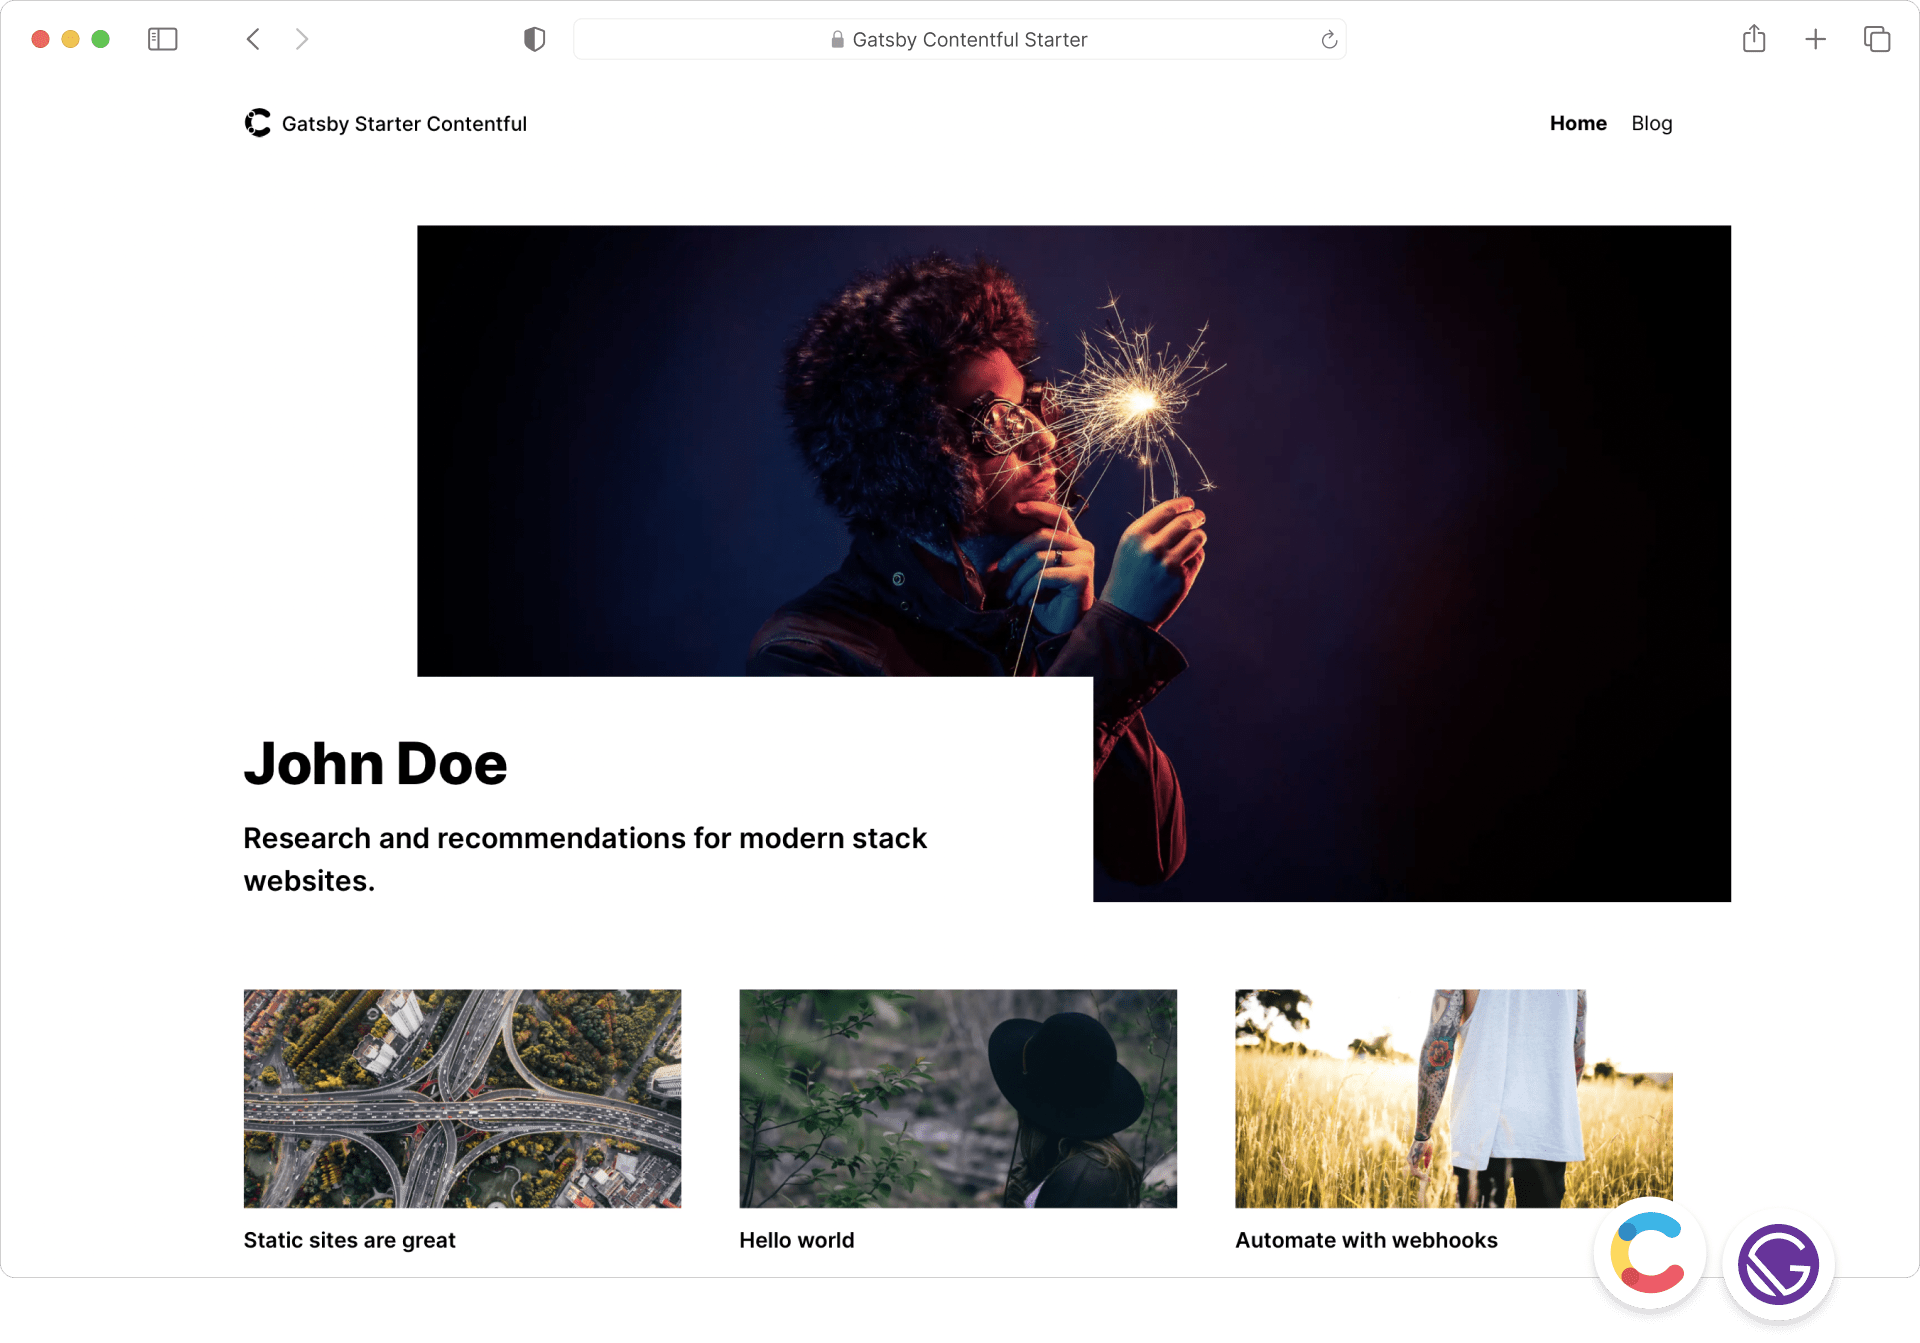 Gatsby Contentful Starter
Gatsby Starter Contentful
Home
Blog
John Doe
Research and recommendations for modern stack
websites.
Static sites are great
Hello world
Automate with webhooks